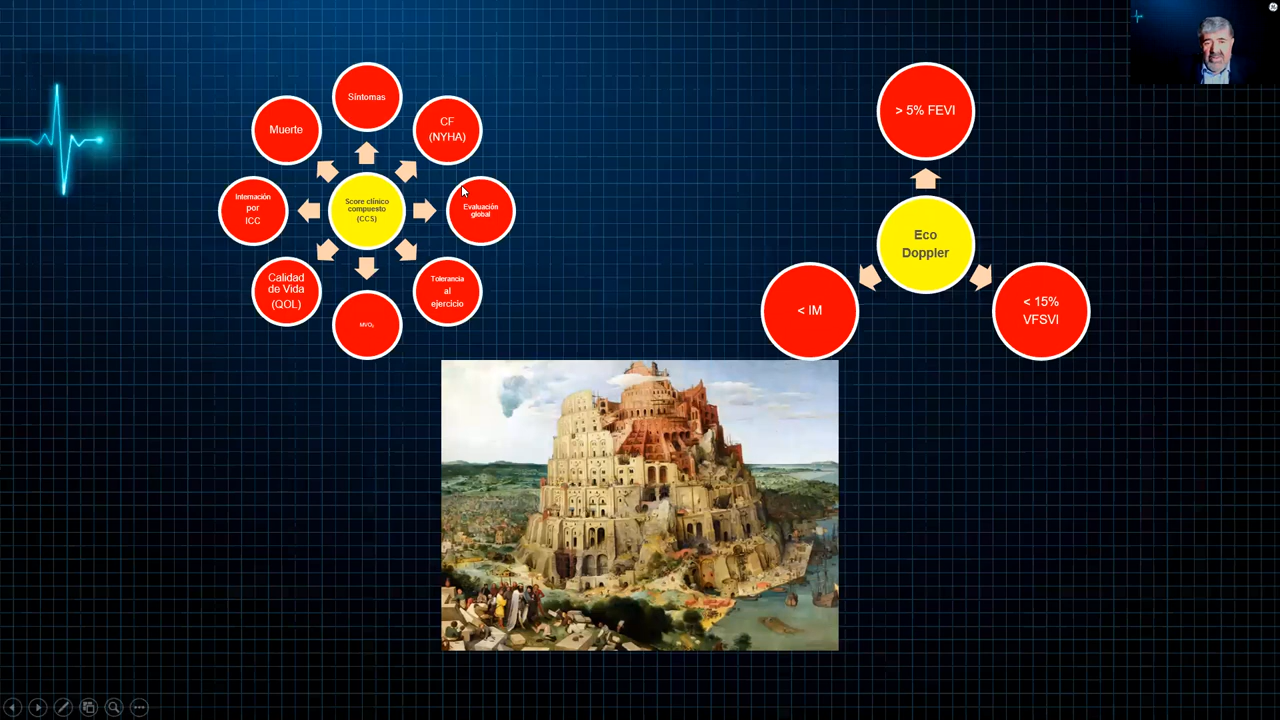 Síntomas
CF
(NYHA)
Evaluación
global
Tolerancia
al
ejercicio
MVO₂
Calidad
de Vida
(QOL)
Internación
por
ICC
Muerte
Score clínico
compuesto
(CCS)
> 5% FEVI
Eco
Doppler
< 15%
VFSVI
< IM